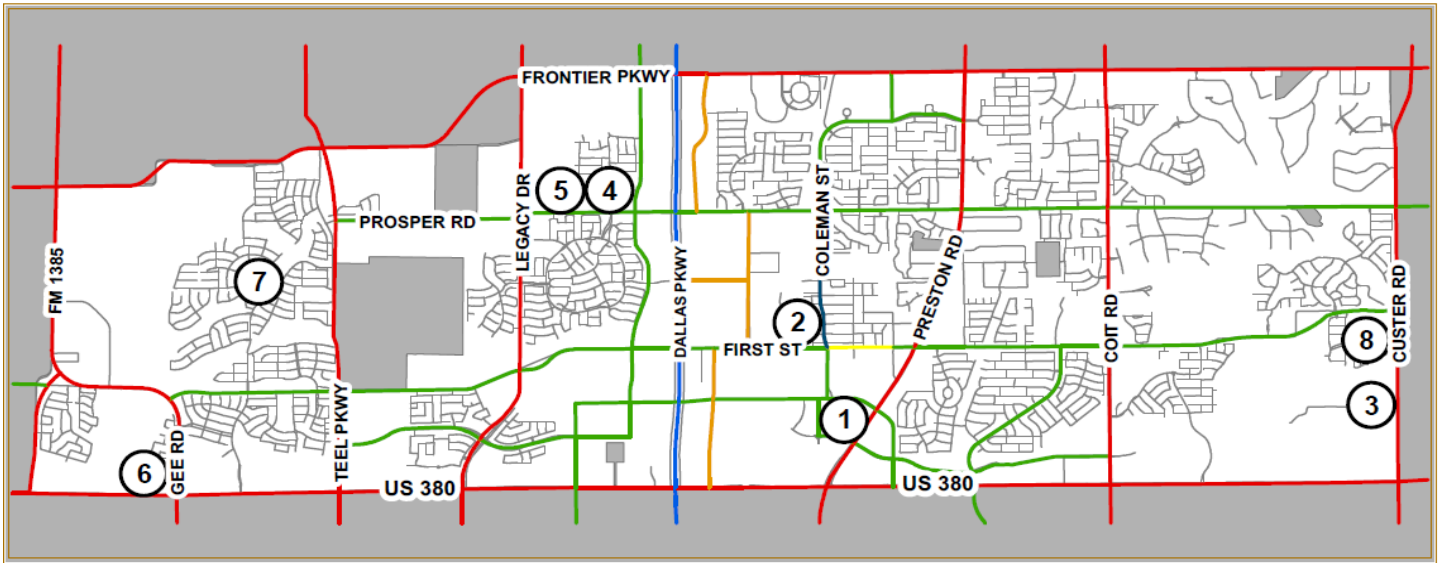 FRONTIER PKWY
5
4
LEGACY DR
PROSPER RD
COLEMAN ST
PRESTON RD
FM 1385
7
DALLAS PKWY
2
FIRST ST
COIT RD
CUSTER RD
8
3
1
TEEL PKWY
GEE RD
6
US 380
US 380